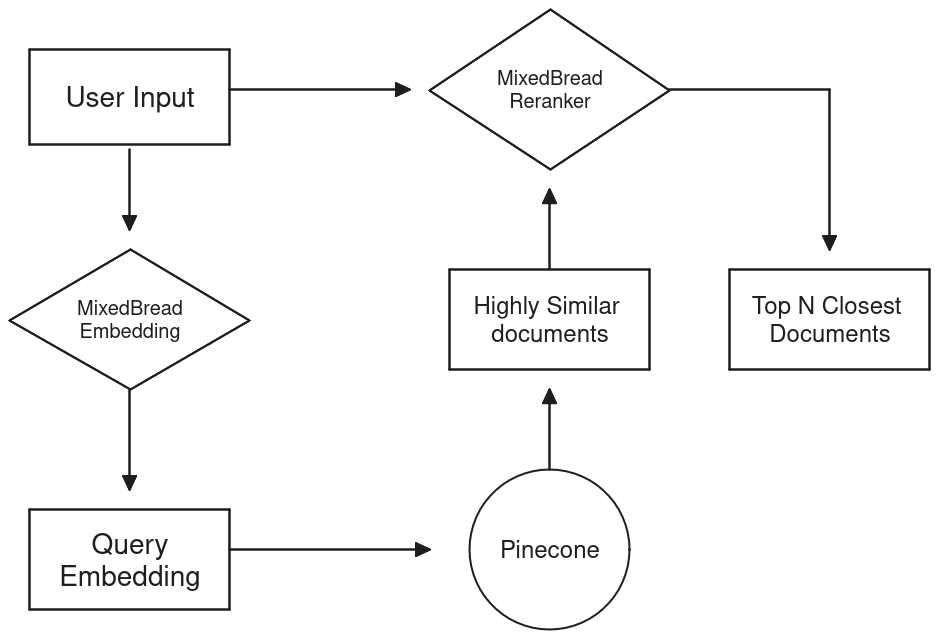 User Input
MixedBread
Reranker
MixedBread
Embedding
Highly Similar
documents
Top N Closest
Documents
Query
Embedding
Pinecone